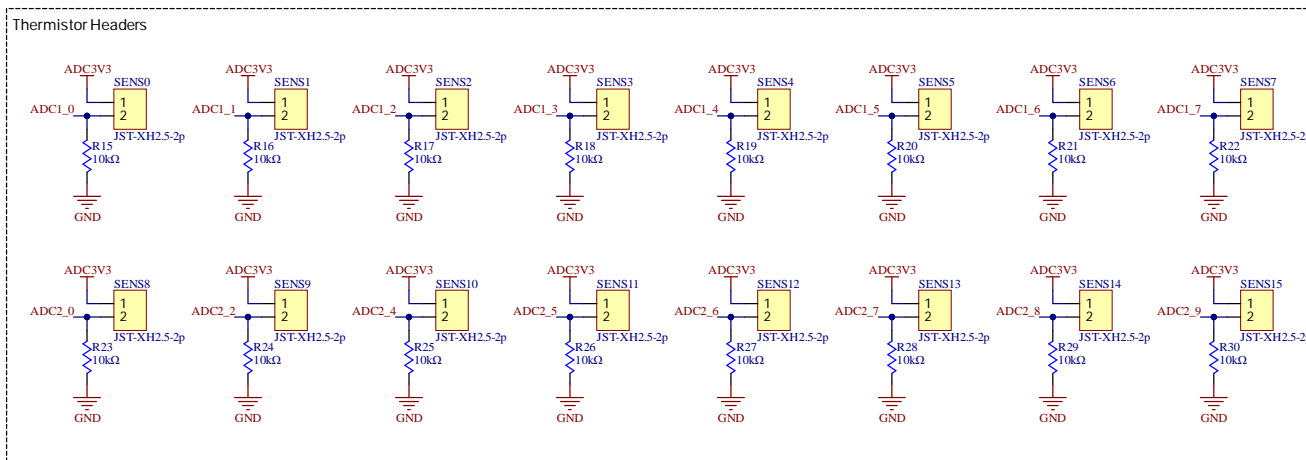 Thermistor Headers
ADC3V3 ADC3V3 ADC3V3 ADC3V3 ADC3V3 ADC3V3 ADC3V3 ADC3V3
SENS0 SENS1 SENS2 SENS3 SENS4 SENS5 SENS6 SENS7
1 1 1 1 1 1 1 1
ADC1_0 2 ADC1_1 2 ADC1_2 2 ADC1_3 2 ADC1_4 2 ADC1_5 2 ADC1_6 2 ADC1_7 2
JST-XH2.5-2p JST-XH2.5-2p JST-XH2.5-2p JST-XH2.5-2p JST-XH2.5-2p JST-XH2.5-2p JST-XH2.5-2p JST-XH2.5-2
R15 R16 R17 R18 R19 R20 R21 R22
10kΩ 10kΩ 10kΩ 10kΩ 10kΩ 10kΩ 10kΩ 10kΩ
GND GND GND GND GND GND GND GND
ADC3V3 ADC3V3 ADC3V3 ADC3V3 ADC3V3 ADC3V3 ADC3V3 ADC3V3
SENS8 SENS9 SENS10 SENS11 SENS12 SENS13 SENS14 SENS15
1 1 1 1 1 1 1 1
ADC2_0 2 ADC2_2 2 ADC2_4 2 ADC2_5 2 ADC2_6 2 ADC2_7 2 ADC2_8 2 ADC2_9 2
JST-XH2.5-2p JST-XH2.5-2p JST-XH2.5-2p JST-XH2.5-2p JST-XH2.5-2p JST-XH2.5-2p JST-XH2.5-2p JST-XH2.5-2
R23 R24 R25 R26 R27 R28 R29 R30
10kΩ 10kΩ 10kΩ 10kΩ 10kΩ 10kΩ 10kΩ 10kΩ
GND GND GND GND GND GND GND GND